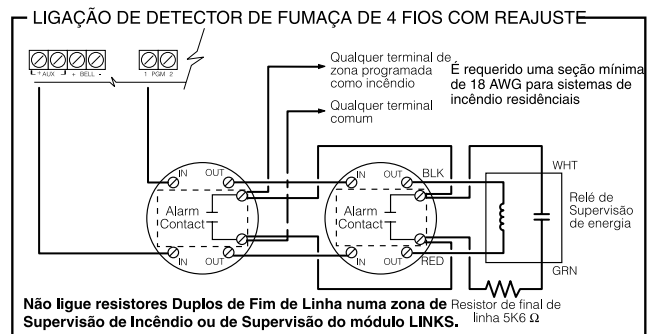 LIGAÇÃO DE DETECTOR DE FUMAÇA DE 4 FIOS COM REAJUSTE
+ AUX - + BELL -
1 PGM 2
Qualquer terminal de
zona programada
como incêndio
Qualquer terminal
comum
É requerido uma seção mínima
de 18 AWG para sistemas de
incêndio residênciais
IN OUT
Alarm
Contact
IN OUT
IN OUT
Alarm
Contact
IN OUT
BLK
RED
WHT
Relé de
Supervisão
de energia
GRN
Resistor de final de
linha 5K6 Ω
Não ligue resistores Duplos de Fim de Linha numa zona de
Supervisão de Incêndio ou de Supervisão do módulo LINKS.